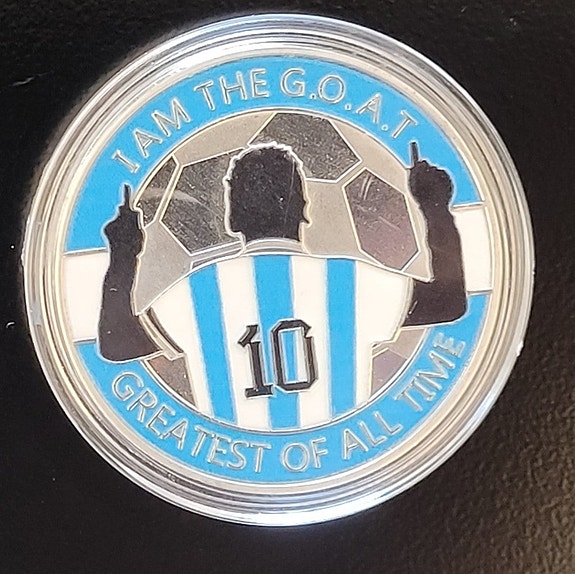 I AM THE G.O.A.T
10
GREATEST OF ALL TIME